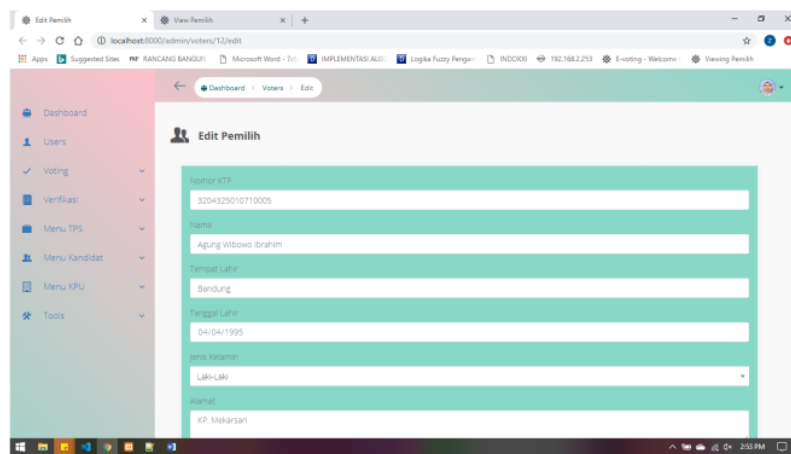 Edit Pemilih
View Pemilih
localhost:8000/admin/voters/12/edit
Apps
Suggested Sites
RANCANG BANGUN
Microsoft Word - 7.
IMPLEMENTASI
Logika Fuzzy Pengar
INDOXXI
192.168.2.253
E-voting - Welcome
Viewing Pemilih
Dashboard > Voters > Edit
Dashboard
Users
Voting
Verifikasi
Menu TPS
Menu Kandidat
Menu KPU
Tools
Edit Pemilih
Nomor KTP
3204325010710005
Nama
Agung Wibowo Ibrahim
Tempat Lahir
Bandung
Tanggal Lahir
04/04/1995
Jenis Kelamin
Laki-Laki
Alamat
KP. Mekarsari
2:53 PM